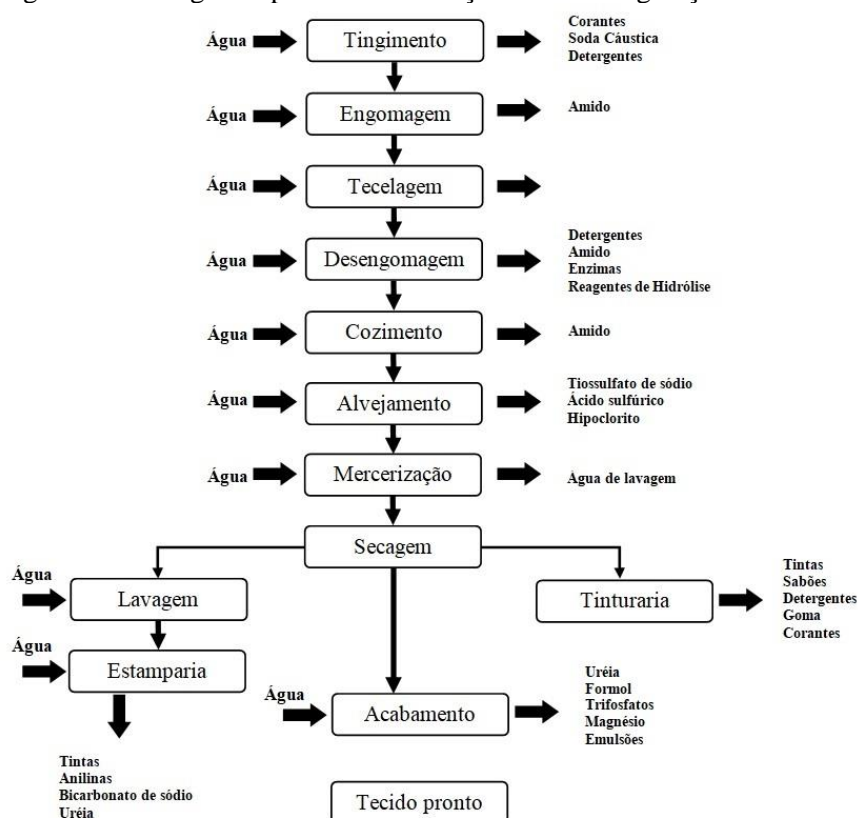 Água
Tingimento
Corantes
Soda Cáustica
Detergentes
Água
Engomagem
Amido
Água
Tecelagem
Água
Desengomagem
Detergentes
Amido
Enzimas
Reagentes de Hidrólise
Água
Cozimento
Amido
Água
Alvejamento
Tiossulfato de sódio
Ácido sulfúrico
Hipoclorito
Água
Mercerização
Água de lavagem
Secagem
Água
Lavagem
Tinturaria
Tintas
Sabões
Detergentes
Goma
Corantes
Água
Estamparia
Água
Acabamento
Uréia
Formol
Trifosfatos
Magnésio
Emulsões
Tintas
Anilinas
Bicarbonato de sódio
Uréia
Tecido pronto